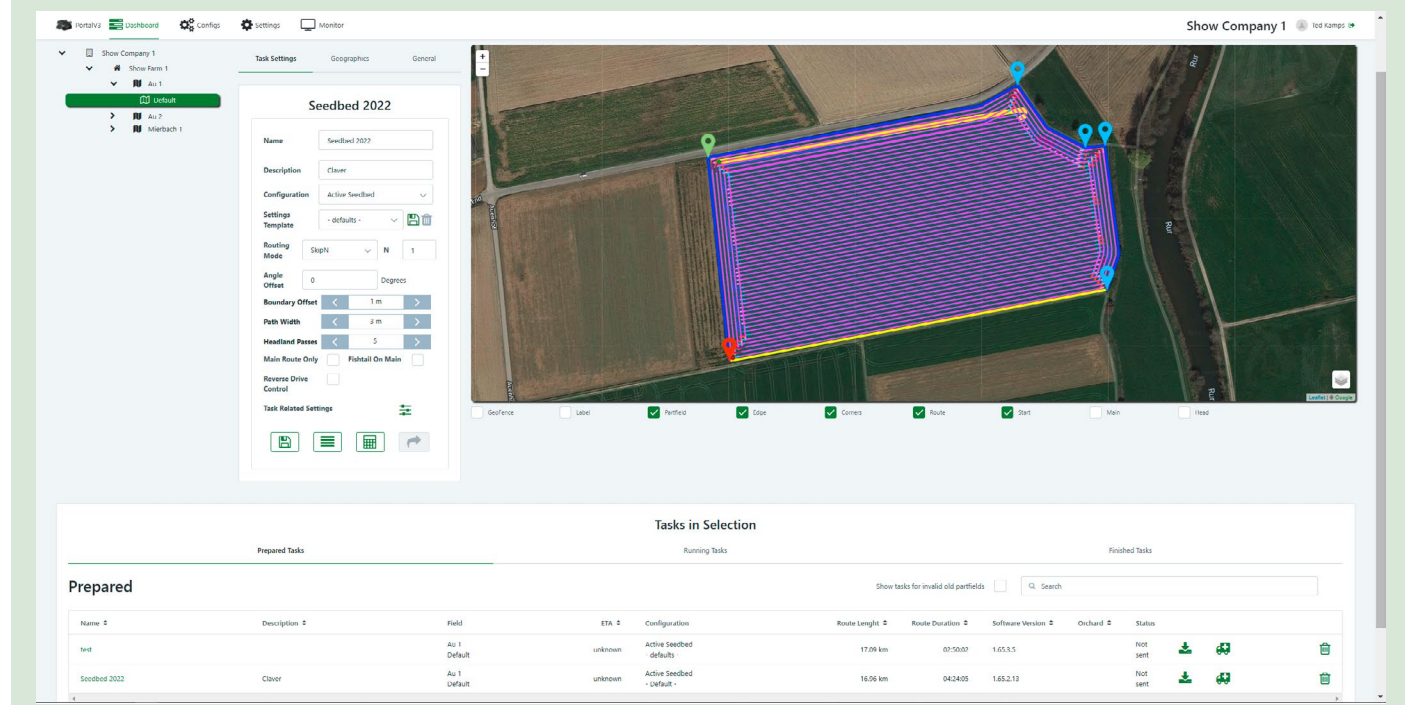 PortalV3 Dashboard Configs Settings Monitor Show Company 1 Ted Kamps
Show Company 1
Show Farm 1
Au 1
Default
Au 2
Mierbach 1
Task Settings Geographics General
Seedbed 2022
Name Seedbed 2022
Description Claver
Configuration Active Seedbed
Settings Template - defaults -
Routing Mode SkipN N 1
Angle Offset 0 Degrees
Boundary Offset 1 m
Path Width 3 m
Headland Passes 5
Main Route Only Fishtail On Main
Reverse Drive Control
Task Related Settings
+
−
Rur
Rur
Rur
Leaflet | © Google
GeoFence Label Partfield Edge Corners Route Start Main Head
Tasks in Selection
Prepared Tasks Running Tasks Finished Tasks
Prepared Show tasks for invalid old partfields Search
Name Description Field ETA Configuration Route Lenght Route Duration Software Version Orchard Status
test Au 1 Default unknown Active Seedbed - defaults - 17.09 km 02:50:02 1.65.3.5 Not sent
Seedbed 2022 Claver Au 1 Default unknown Active Seedbed - Default - 16.96 km 04:24:05 1.65.2.13 Not sent